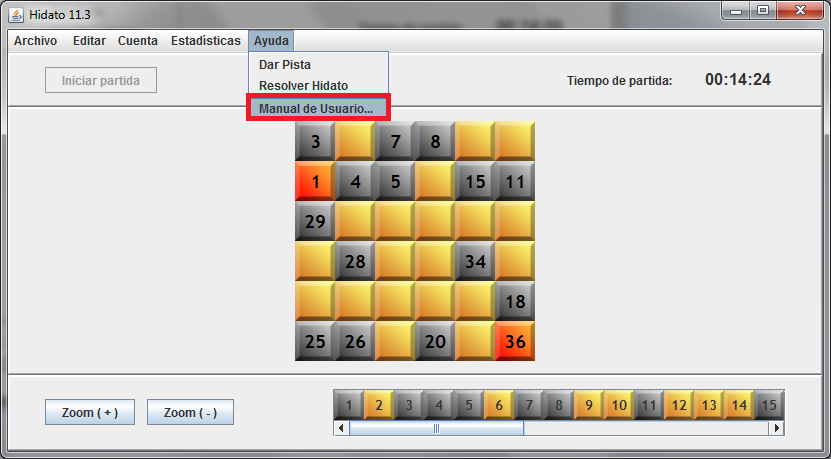 Hidato 11.3
Archivo Editar Cuenta Estadísticas Ayuda
Dar Pista
Resolver Hidato
Manual de Usuario...
Iniciar partida
Tiempo de partida: 00:14:24
3 7 8
1 4 5 15 11
29
28 34
18
25 26 20 36
Zoom ( + ) Zoom ( - )
1 2 3 4 5 6 7 8 9 10 11 12 13 14 15